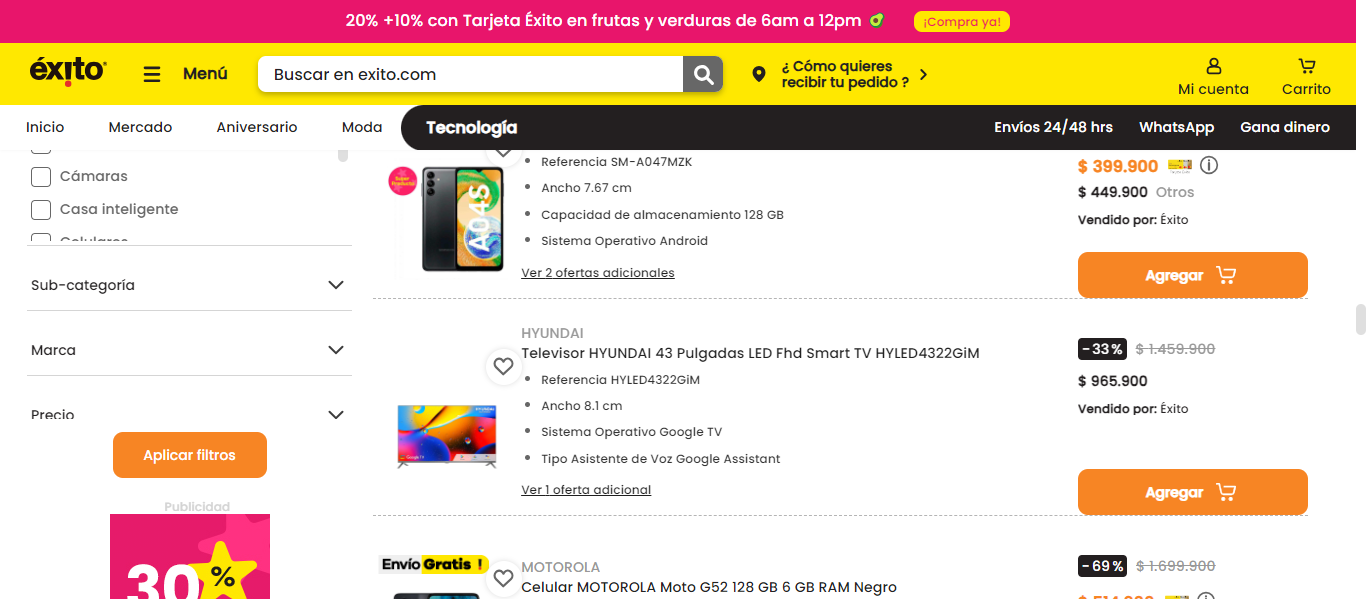 20% +10% con Tarjeta Éxito en frutas y verduras de 6am a 12pm ¡Compra ya!
éxito
Menú
Buscar en exito.com
¿ Cómo quieres
recibir tu pedido ?
Mi cuenta
Carrito
Inicio
Mercado
Aniversario
Moda
Tecnología
Envíos 24/48 hrs
WhatsApp
Gana dinero
Cámaras
Casa inteligente
Celulares
Sub-categoría
Marca
Precio
Aplicar filtros
Publicidad
30%
Super
Producto
A04s
Referencia SM-A047MZK
Ancho 7.67 cm
Capacidad de almacenamiento 128 GB
Sistema Operativo Android
Ver 2 ofertas adicionales
$ 399.900
$ 449.900 Otros
Vendido por: Éxito
Agregar
HYUNDAI
Televisor HYUNDAI 43 Pulgadas LED Fhd Smart TV HYLED4322GiM
Referencia HYLED4322GiM
Ancho 8.1 cm
Sistema Operativo Google TV
Tipo Asistente de Voz Google Assistant
Ver 1 oferta adicional
-33% $ 1.459.900
$ 965.900
Vendido por: Éxito
Agregar
Envío Gratis !
MOTOROLA
Celular MOTOROLA Moto G52 128 GB 6 GB RAM Negro
-69% $ 1.699.900